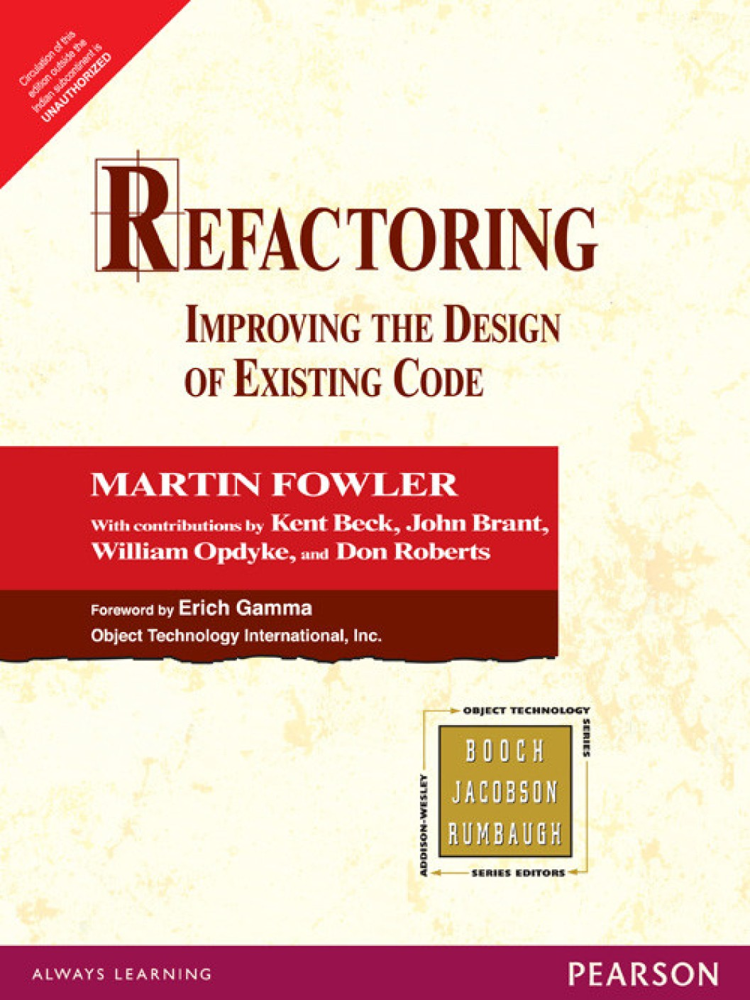 Circulation of this
edition outside the
Indian subcontinent is
UNAUTHORIZED
REFACTORING
IMPROVING THE DESIGN
OF EXISTING CODE
MARTIN FOWLER
With contributions by Kent Beck, John Brant,
William Opdyke, and Don Roberts
Foreword by Erich Gamma
Object Technology International, Inc.
OBJECT TECHNOLOGY
SERIES
BOOCH
JACOBSON
RUMBAUGH
ADDISON-WESLEY
SERIES EDITORS
ALWAYS LEARNING
PEARSON